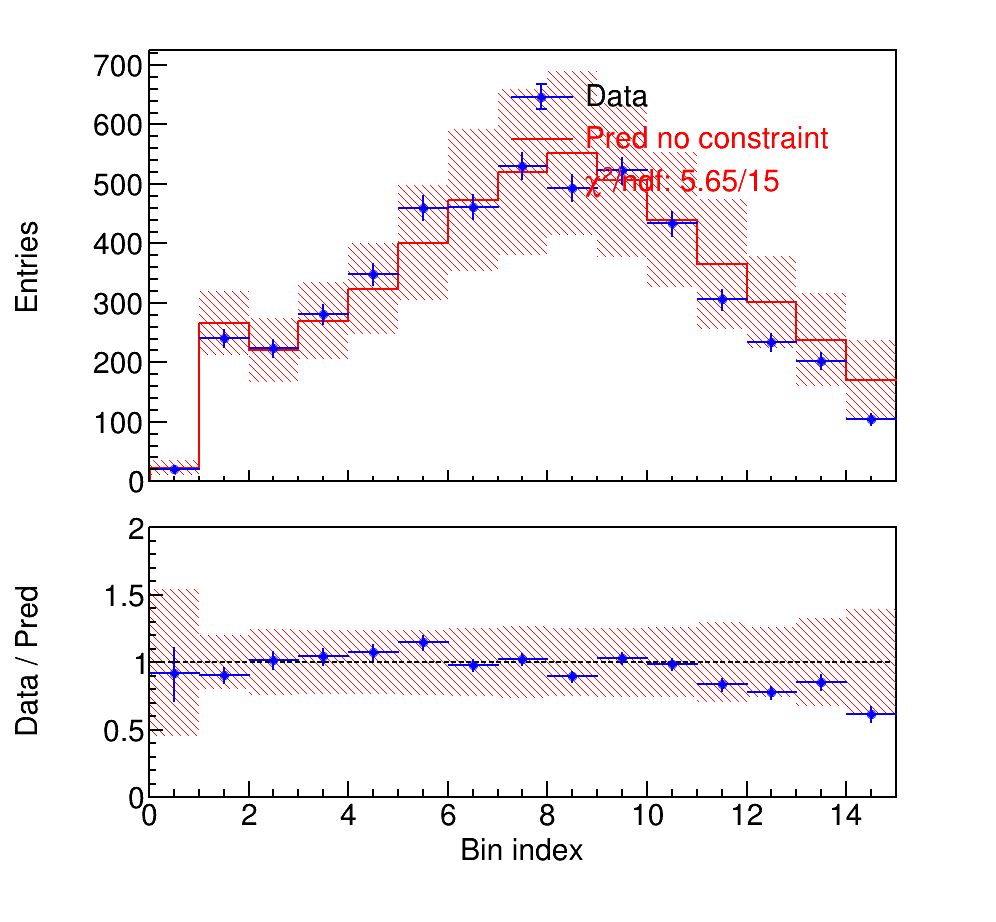 700
600
500
400
300
200
100
0
Entries
Data
Pred no constraint
χ²/ndf: 5.65/15
2
1.5
1
0.5
0
Data / Pred
0 2 4 6 8 10 12 14
Bin index